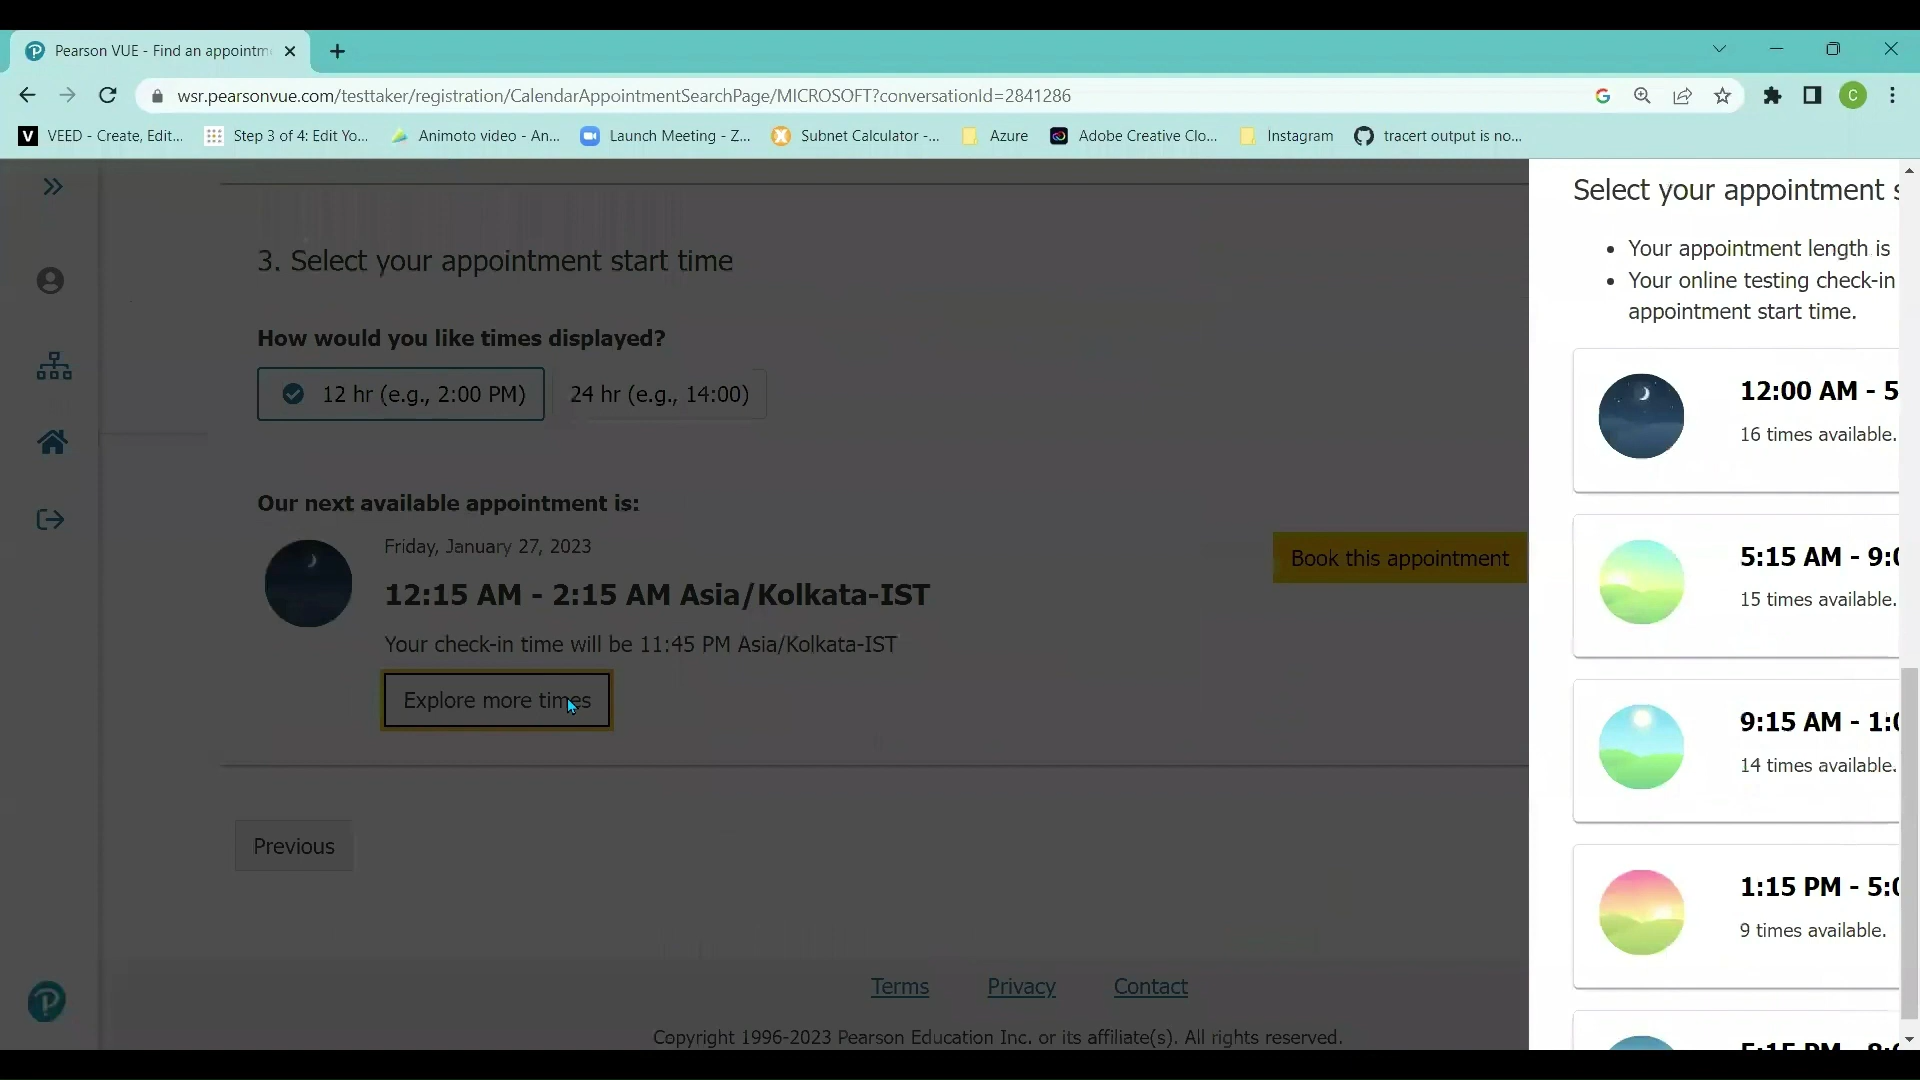 Pearson VUE - Find an appointm
wsr.pearsonvue.com/testtaker/registration/CalendarAppointmentSearchPage/MICROSOFT?conversationId=2841286
C
VEED - Create, Edit... Step 3 of 4: Edit Yo... Animoto video - An... Launch Meeting - Z... Subnet Calculator -... Azure Adobe Creative Clo... Instagram tracert output is no...
3. Select your appointment start time
How would you like times displayed?
12 hr (e.g., 2:00 PM) 24 hr (e.g., 14:00)
Our next available appointment is:
Friday, January 27, 2023
12:15 AM - 2:15 AM Asia/Kolkata-IST
Your check-in time will be 11:45 PM Asia/Kolkata-IST
Book this appointment
Explore more times
Previous
Terms Privacy Contact
Copyright 1996-2023 Pearson Education Inc. or its affiliate(s). All rights reserved.
Select your appointment s
Your appointment length is
Your online testing check-in
appointment start time.
12:00 AM - 5
16 times available.
5:15 AM - 9:0
15 times available.
9:15 AM - 1:0
14 times available.
1:15 PM - 5:0
9 times available.